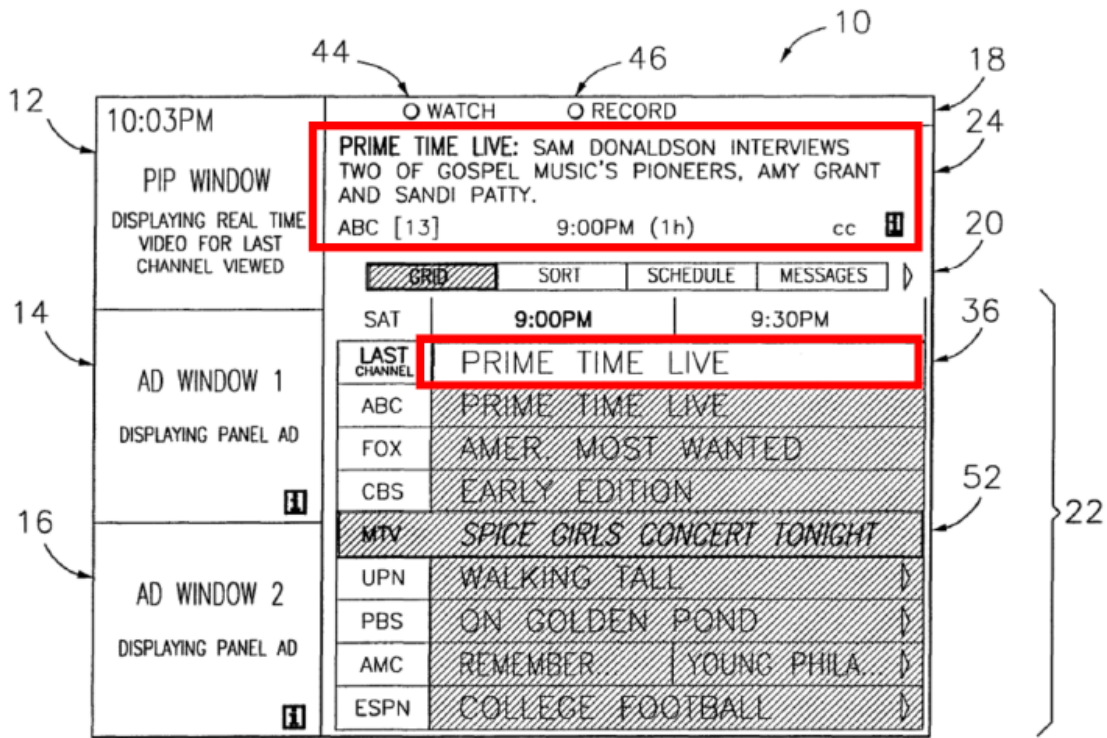 10
44
46
18
12
24
10:03PM
WATCH RECORD
PIP WINDOW
DISPLAYING REAL TIME
VIDEO FOR LAST
CHANNEL VIEWED
PRIME TIME LIVE: SAM DONALDSON INTERVIEWS
TWO OF GOSPEL MUSIC'S PIONEERS, AMY GRANT
AND SANDI PATTY.
ABC [13] 9:00PM (1h) cc i
20
GRID SORT SCHEDULE MESSAGES
14
AD WINDOW 1
DISPLAYING PANEL AD
i
36
SAT 9:00PM 9:30PM
LAST CHANNEL PRIME TIME LIVE
ABC PRIME TIME LIVE
FOX AMER. MOST WANTED
CBS EARLY EDITION
52
22
MTV SPICE GIRLS CONCERT TONIGHT
16
AD WINDOW 2
DISPLAYING PANEL AD
i
UPN WALKING TALL
PBS ON GOLDEN POND
AMC REMEMBER... YOUNG PHILA...
ESPN COLLEGE FOOTBALL